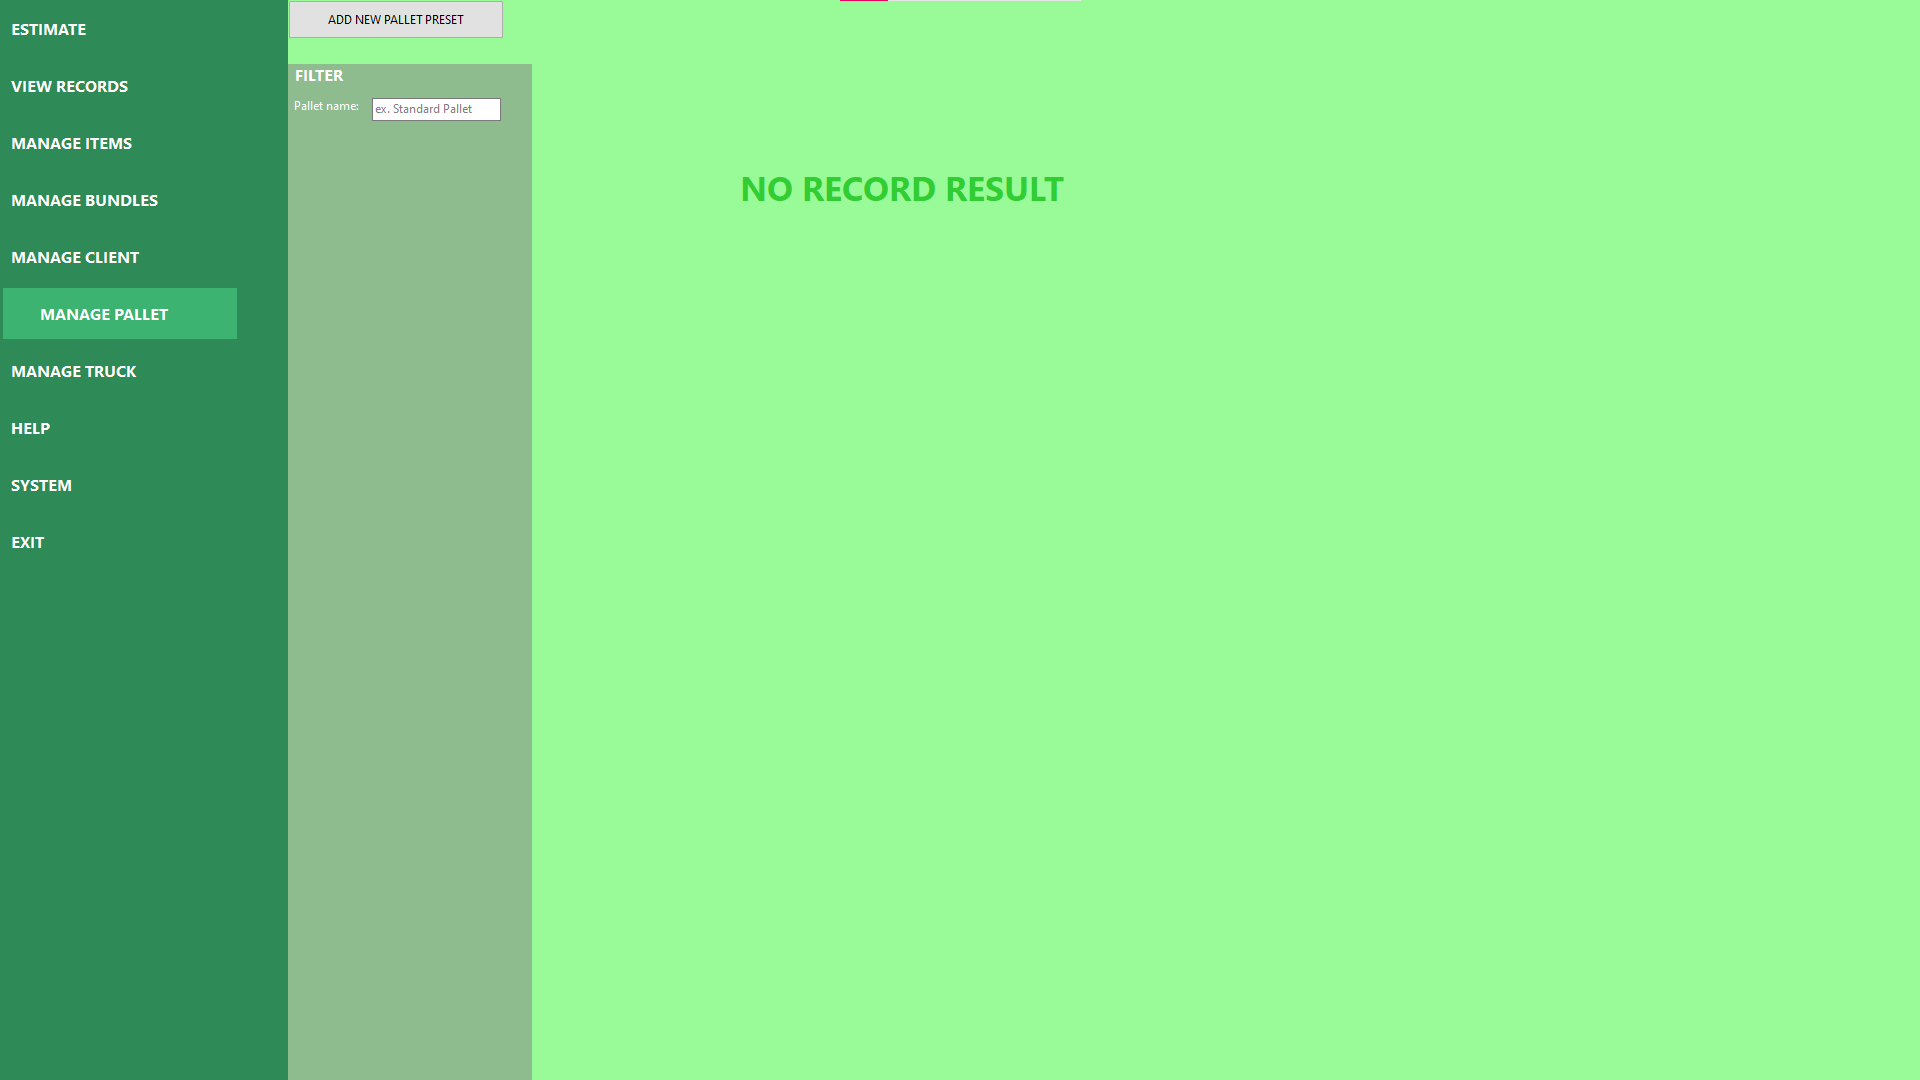 ESTIMATE
VIEW RECORDS
MANAGE ITEMS
MANAGE BUNDLES
MANAGE CLIENT
MANAGE PALLET
MANAGE TRUCK
HELP
SYSTEM
EXIT
ADD NEW PALLET PRESET
FILTER
Pallet name: ex. Standard Pallet
NO RECORD RESULT